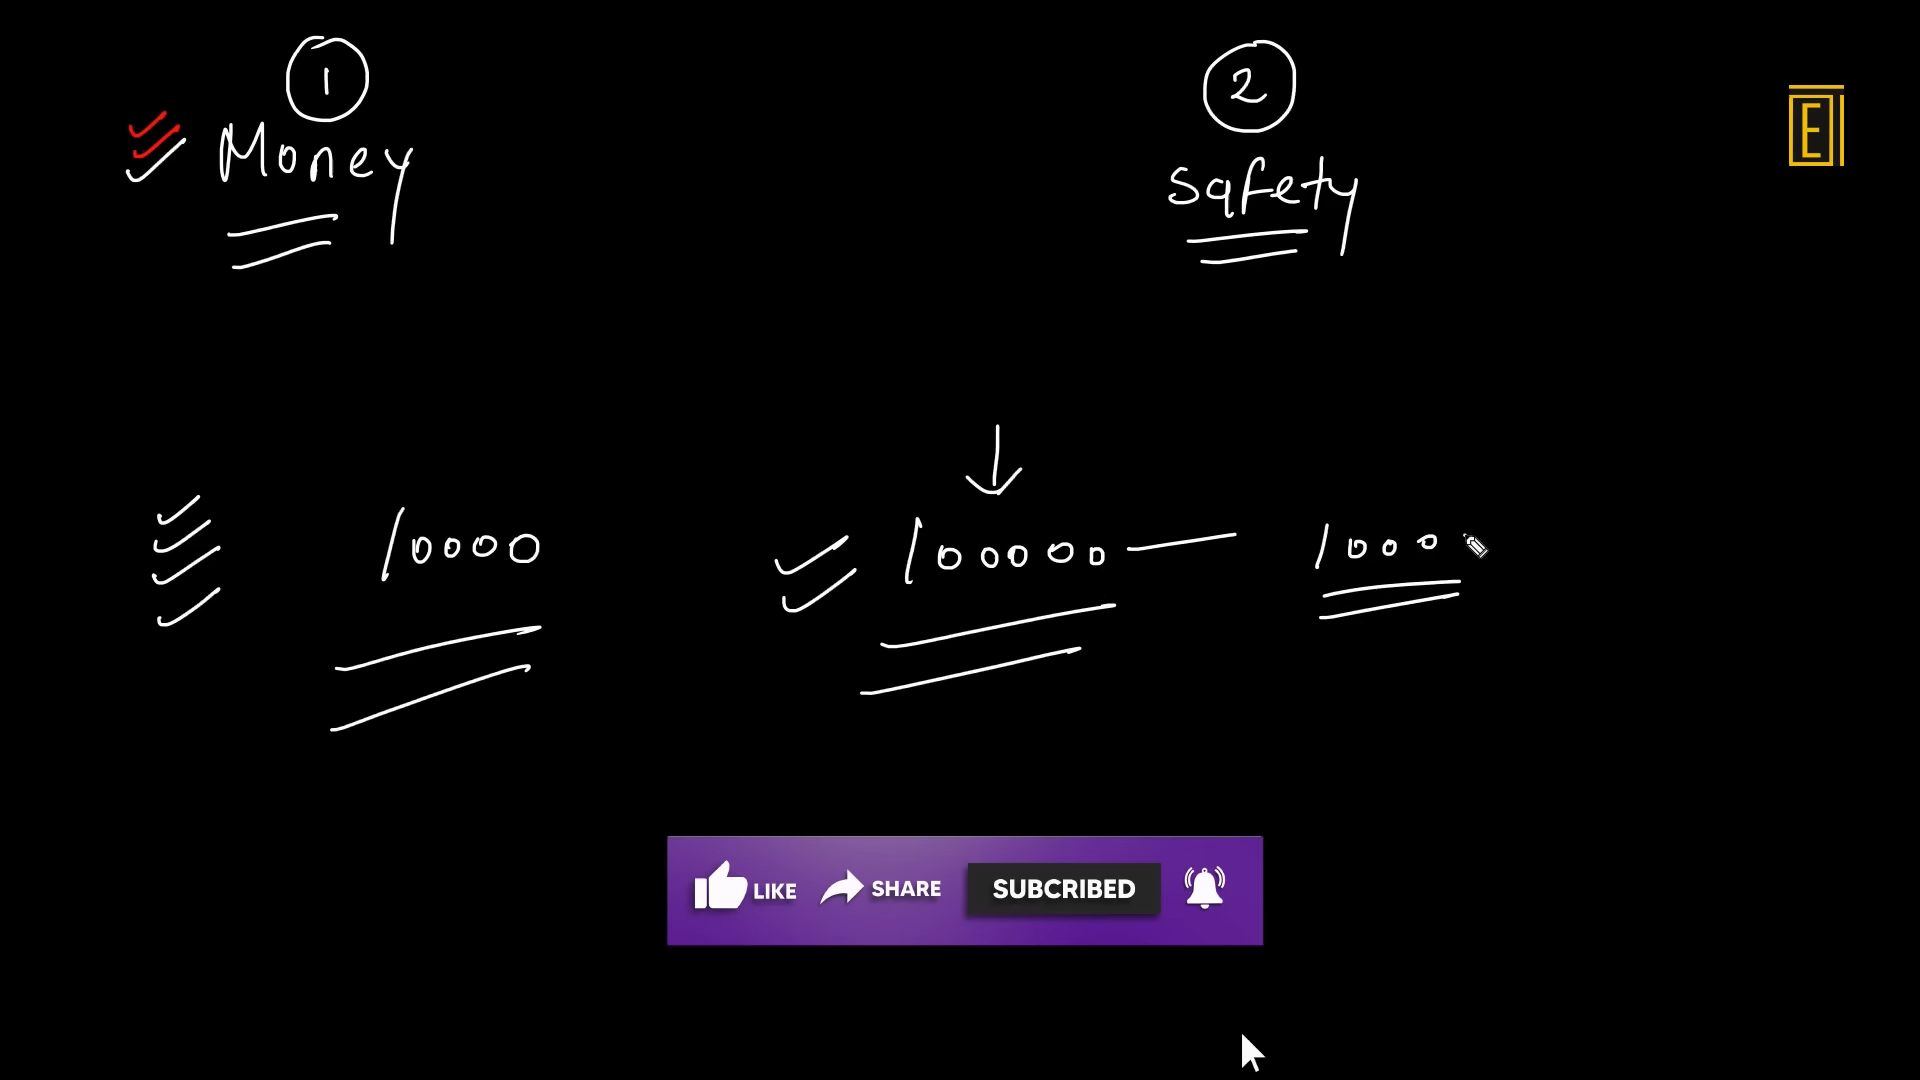 1
2
Money
Safety
10000
100000 — 1000
LIKE SHARE SUBCRIBED
E